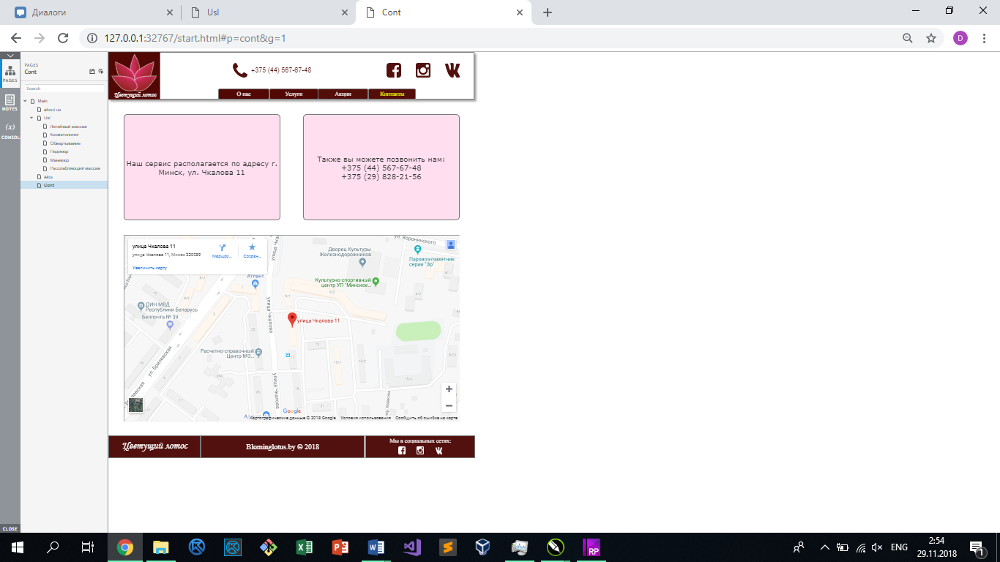 Диалоги
Usl
Cont
127.0.0.1:32767/start.html#p=cont&g=1
D
PAGES
Cont
PAGES
Search
NOTES
(x)
CONSOL
Main
about us
Usl
Лечебный массаж
Косметология
Обвертывание
Педикюр
Маникюр
Расслабляющий массаж
Akls
Cont
CLOSE
Цветущий лотос
+375 (44) 567-67-48
О нас
Услуги
Акции
Контакты
Наш сервис располагается по адресу г.
Минск, ул. Чкалова 11
Также вы можете позвонить нам:
+375 (44) 567-67-48
+375 (29) 828-21-56
улица Чкалова 11
улица Чкалова 11, Минск 220089
Маршру...
Сохран...
Увеличить карту
ул. Воронянского
Дворец Культуры
Железнодорожников
Паровоз-памятник
серии "Эр"
Атлант
Культурно-спортивный
центр УП "Минское...
ДИН МВД
Республики Беларусь
Белпочта № 39
улица Чкалова
улица Чкалова 11
Расчетно-справочный
Центр №3...
ул. Брилевская
улица Чкалова
Google
Картографические данные © 2018 Google
Условия использования
Сообщить об ошибке на карте
Цветущий лотос
Blominglotus.by © 2018
Мы в социальных сетях:
RP
ENG
2:54
29.11.2018
1